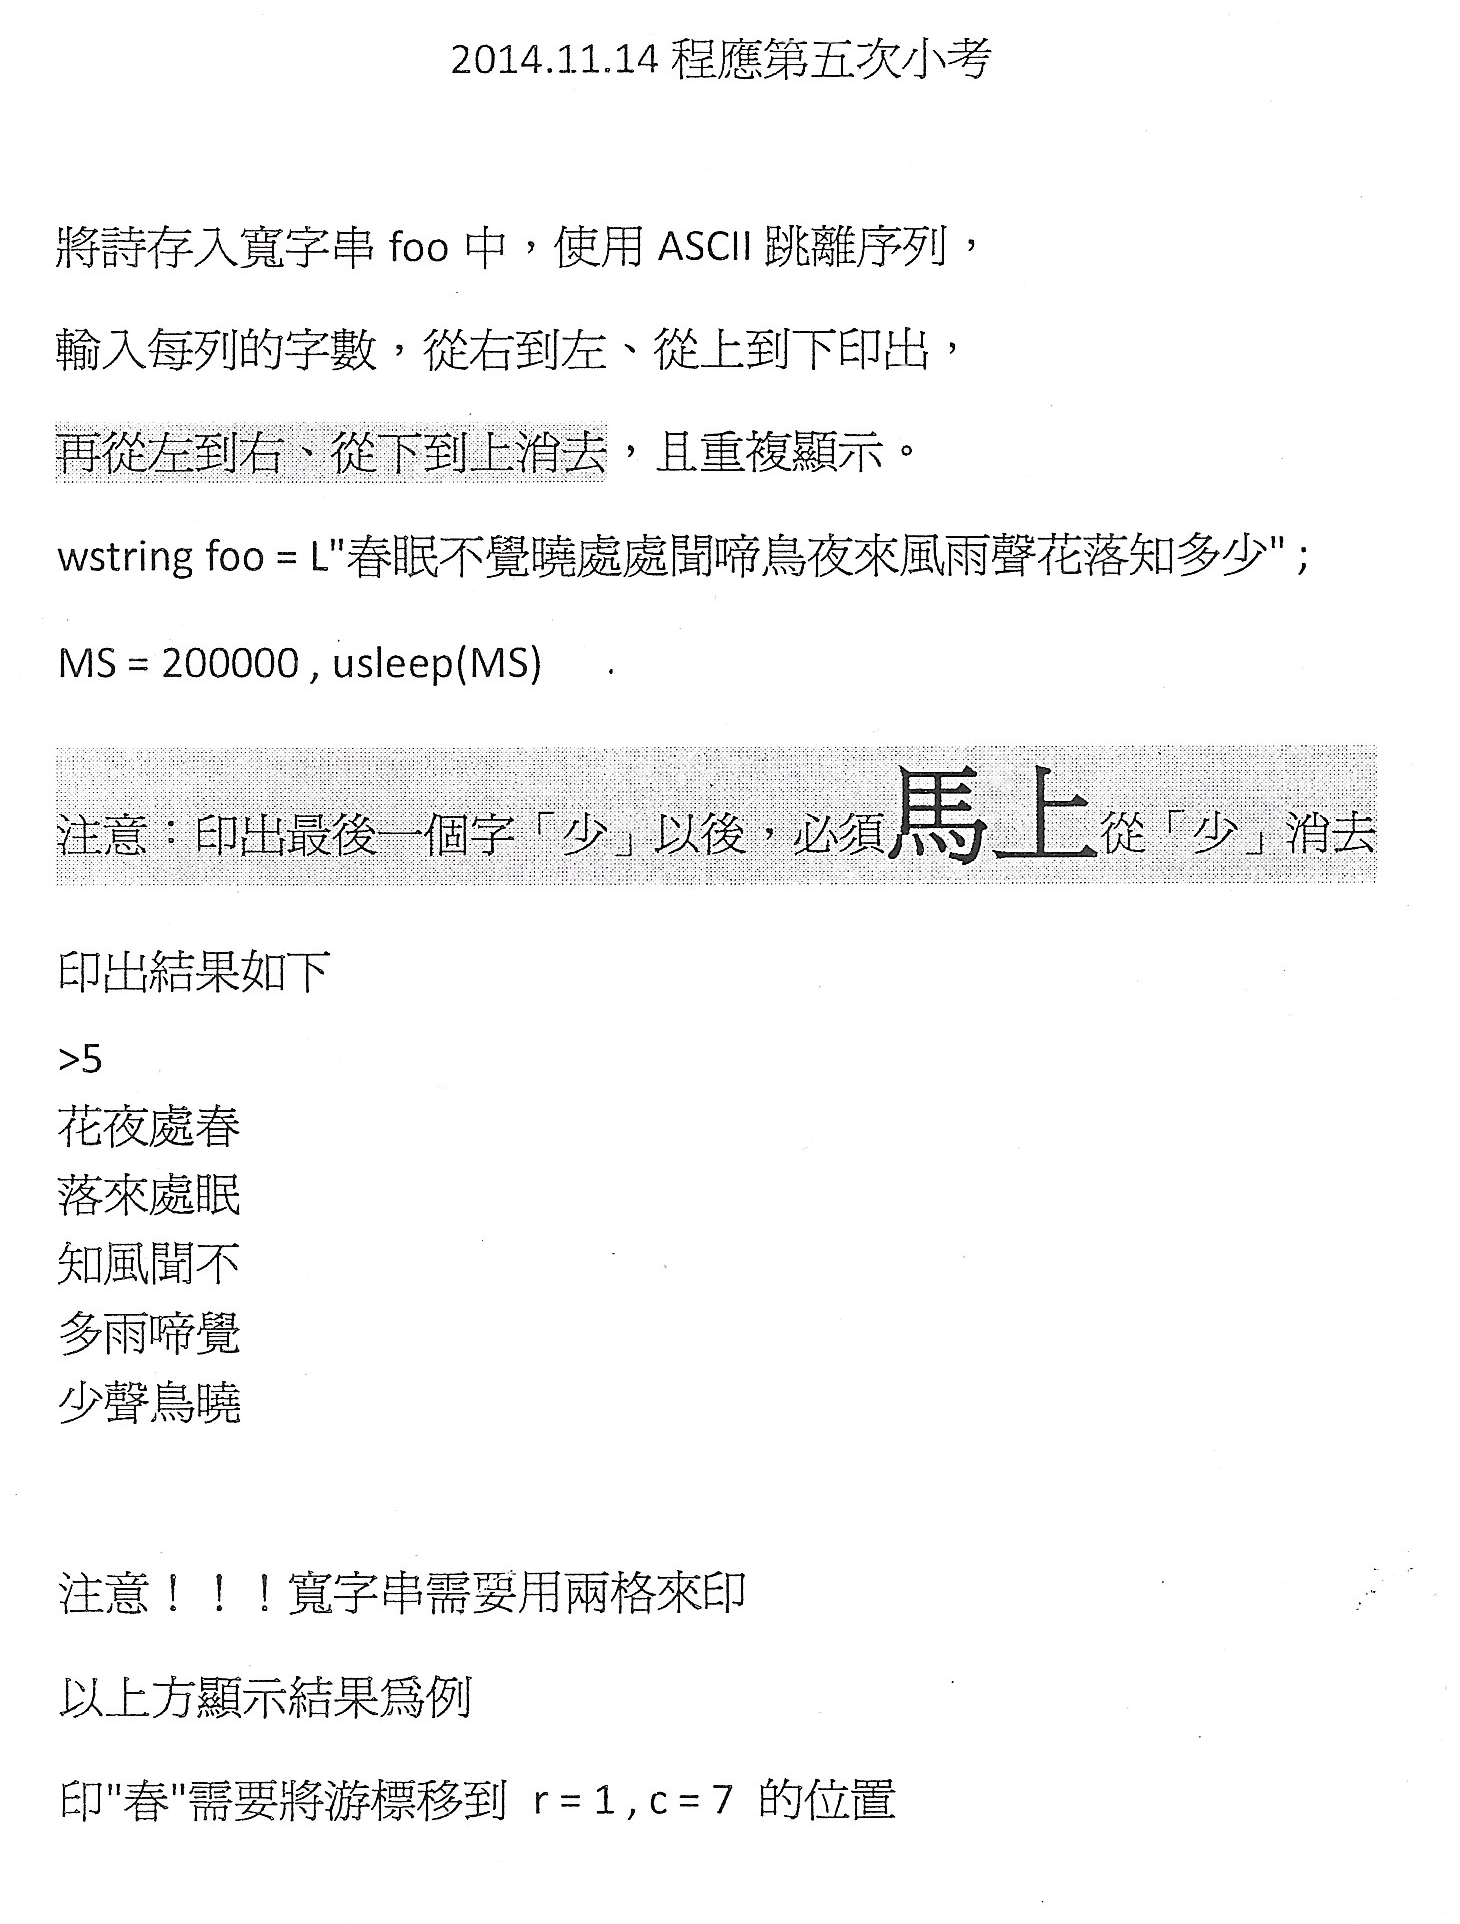 2014.11.14 程應第五次小考
將詩存入寬字串 foo 中，使用 ASCII 跳離序列，
輸入每列的字數，從右到左、從上到下印出，
再從左到右、從下到上消去，且重複顯示。
wstring foo = L"春眠不覺曉處處聞啼鳥夜來風雨聲花落知多少" ;
MS = 200000 , usleep(MS)
注意：印出最後一個字「少」以後，必須馬上從「少」消去
印出結果如下
>5
花夜處春
落來處眠
知風聞不
多雨啼覺
少聲鳥曉
注意！！！寬字串需要用兩格來印
以上方顯示結果為例
印"春"需要將游標移到 r = 1 , c = 7 的位置